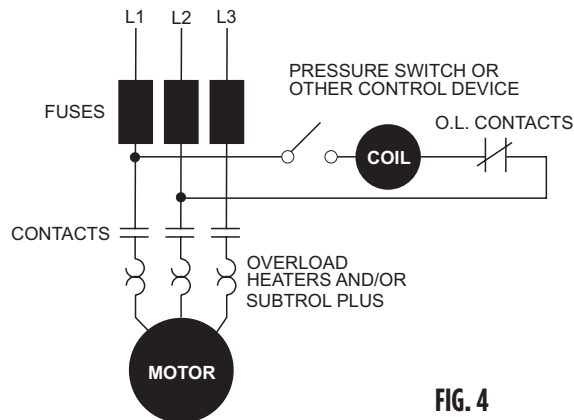 L1 L2 L3
PRESSURE SWITCH OR
OTHER CONTROL DEVICE
FUSES
O.L. CONTACTS
COIL
CONTACTS
OVERLOAD
HEATERS AND/OR
SUBTROL PLUS
MOTOR
FIG. 4